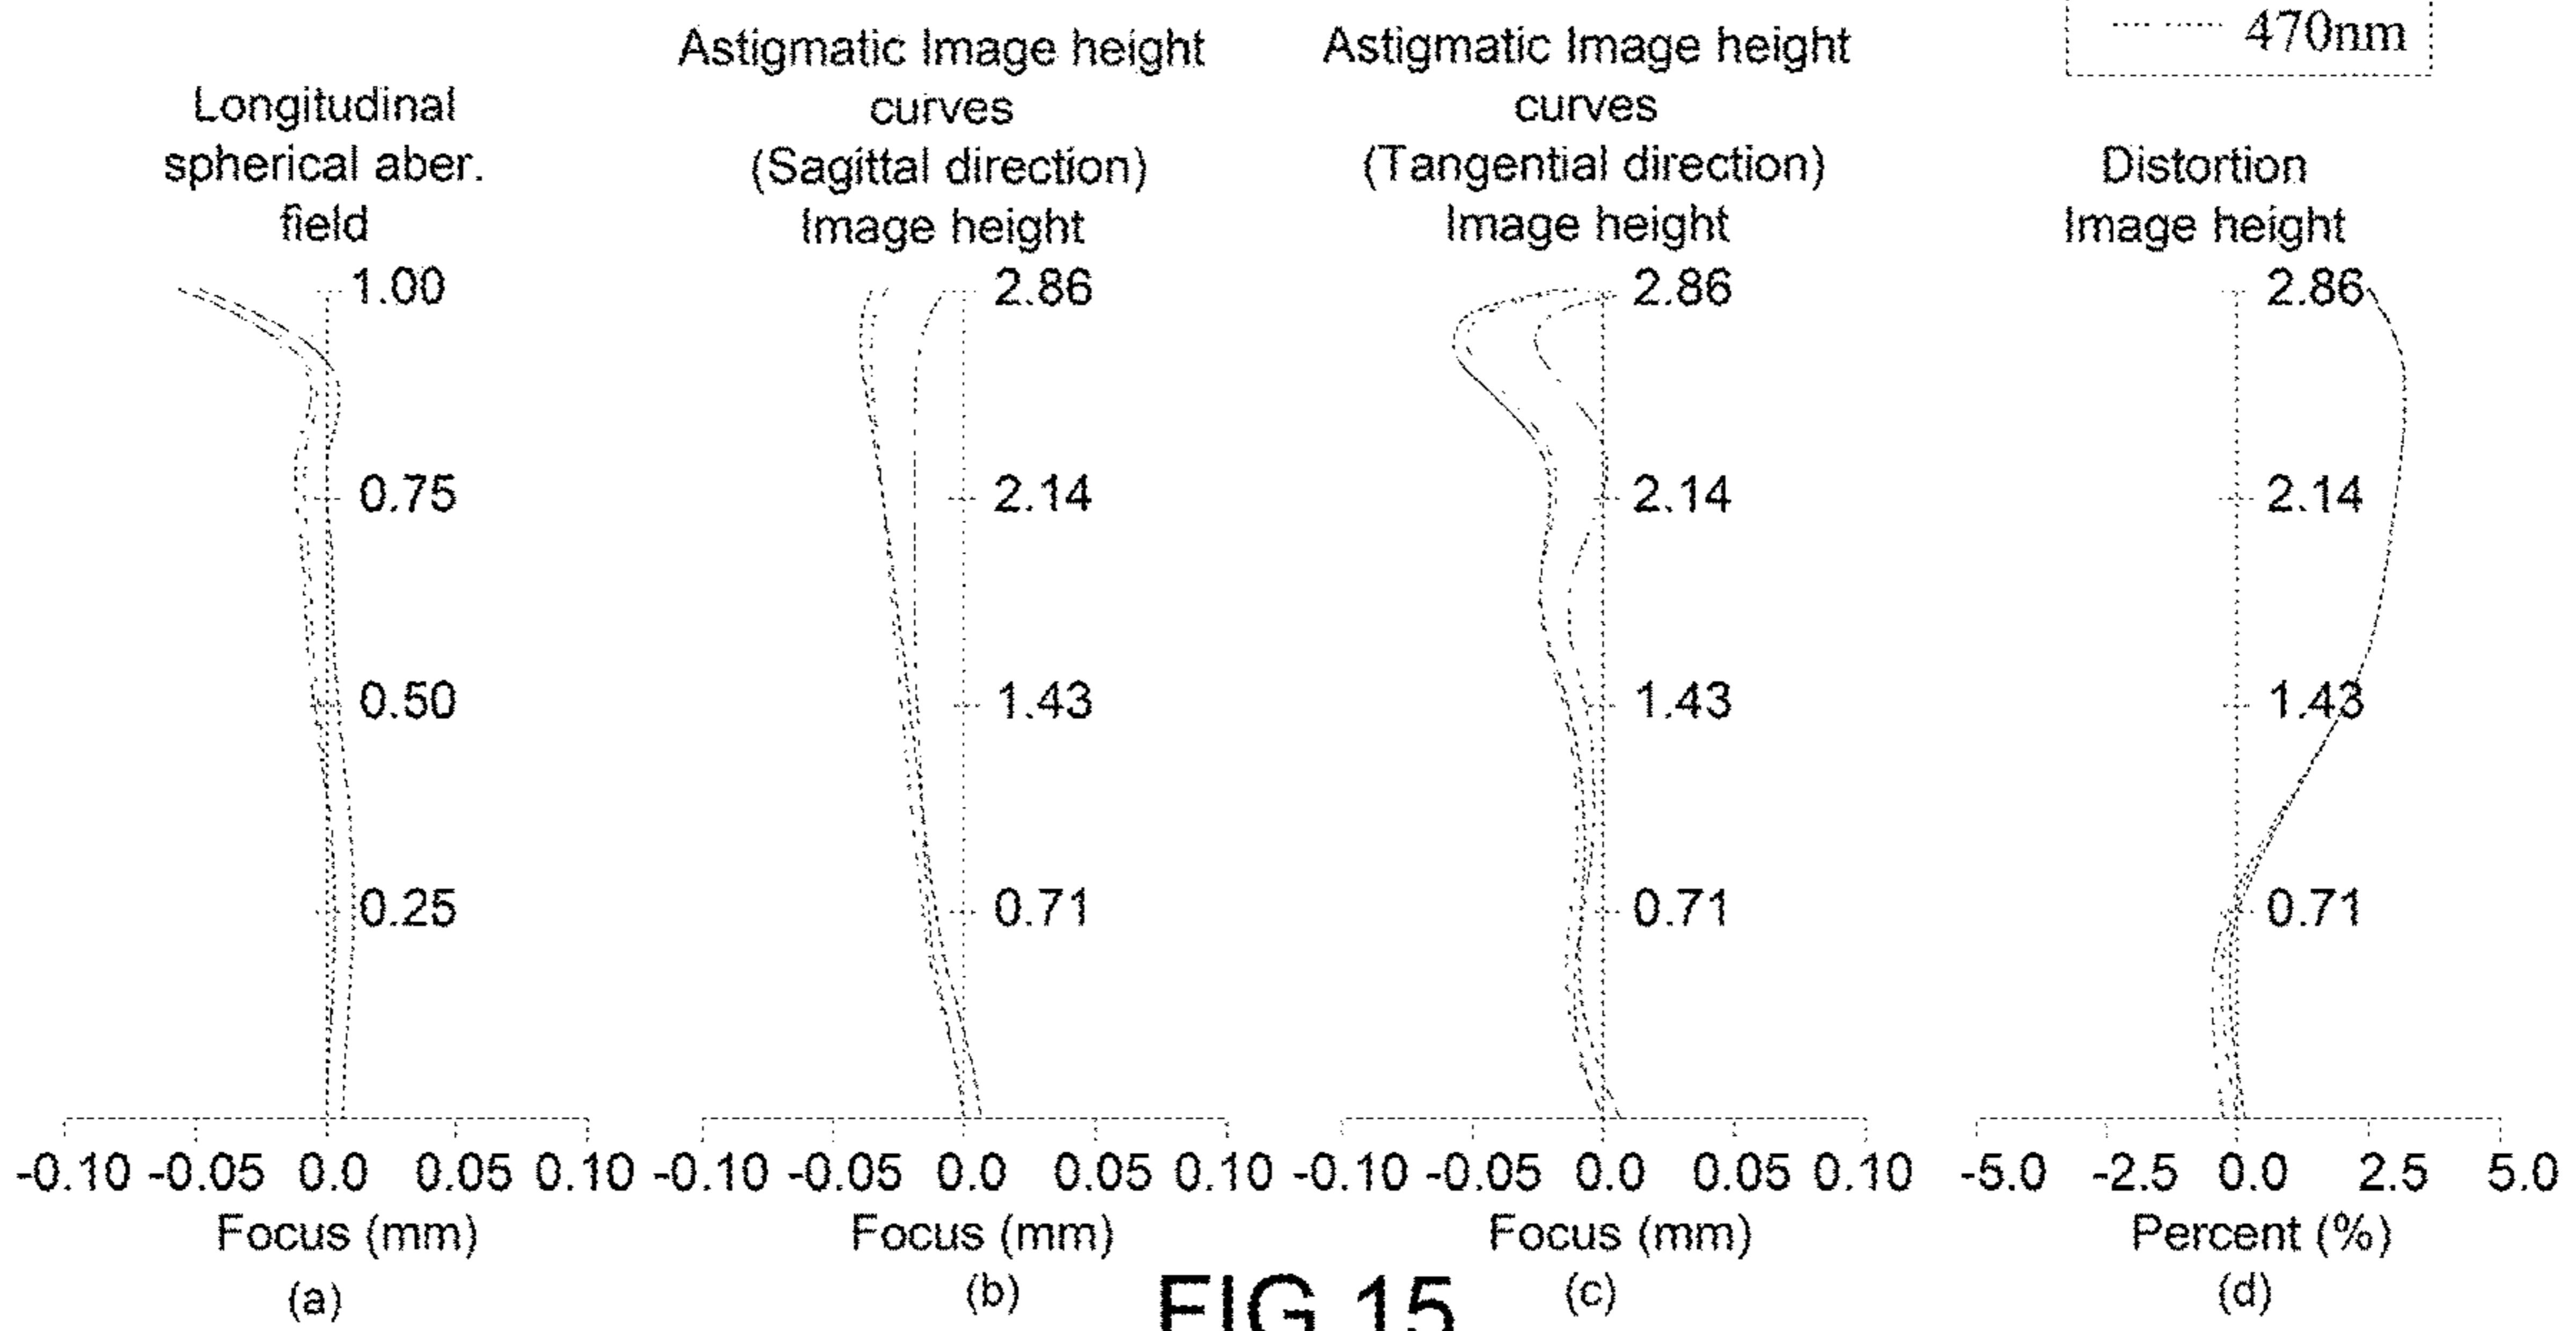 470nm
Longitudinal
spherical aber.
field
1.00
0.75
0.50
0.25
-0.10 -0.05 0.0 0.05 0.10
Focus (mm)
(a)
Astigmatic Image height
curves
(Sagittal direction)
Image height
2.86
2.14
1.43
0.71
-0.10 -0.05 0.0 0.05 0.10
Focus (mm)
(b)
Astigmatic Image height
curves
(Tangential direction)
Image height
2.86
2.14
1.43
0.71
-0.10 -0.05 0.0 0.05 0.10
Focus (mm)
(c)
Distortion
Image height
2.86
2.14
1.43
0.71
-5.0 -2.5 0.0 2.5 5.0
Percent (%)
(d)
FIG.15